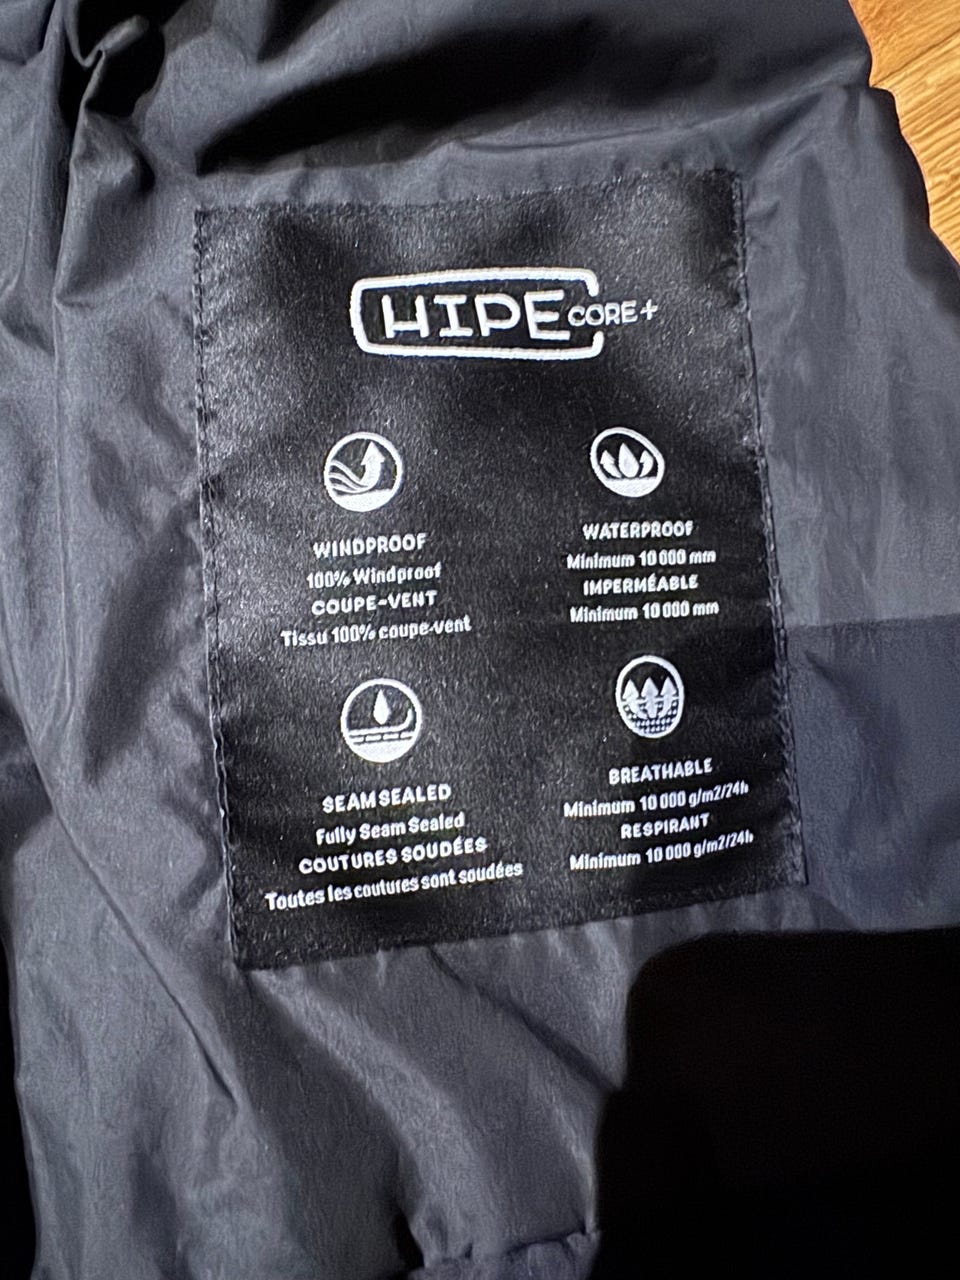 HIPE CORE+
WINDPROOF
100% Windproof
COUPE-VENT
Tissu 100% coupe-vent
WATERPROOF
Minimum 10 000 mm
IMPERMÉABLE
Minimum 10 000 mm
SEAM SEALED
Fully Seam Sealed
COUTURES SOUDÉES
Toutes les coutures sont soudées
BREATHABLE
Minimum 10 000 g/m2/24h
RESPIRANT
Minimum 10 000 g/m2/24h